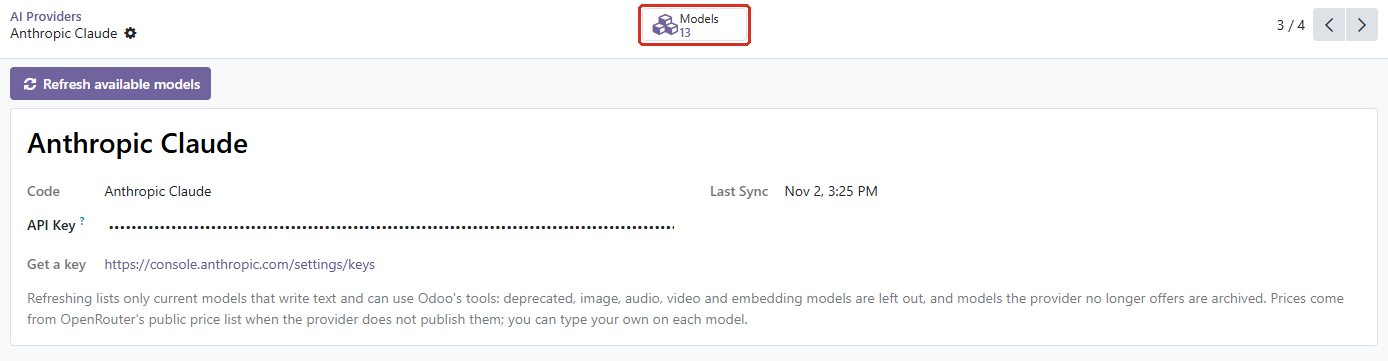 AI Providers
Anthropic Claude
Models
13
3 / 4
Refresh available models
Anthropic Claude
Code Anthropic Claude
Last Sync Nov 2, 3:25 PM
API Key ?
Get a key https://console.anthropic.com/settings/keys
Refreshing lists only current models that write text and can use Odoo's tools: deprecated, image, audio, video and embedding models are left out, and models the provider no longer offers are archived. Prices come
from OpenRouter's public price list when the provider does not publish them; you can type your own on each model.